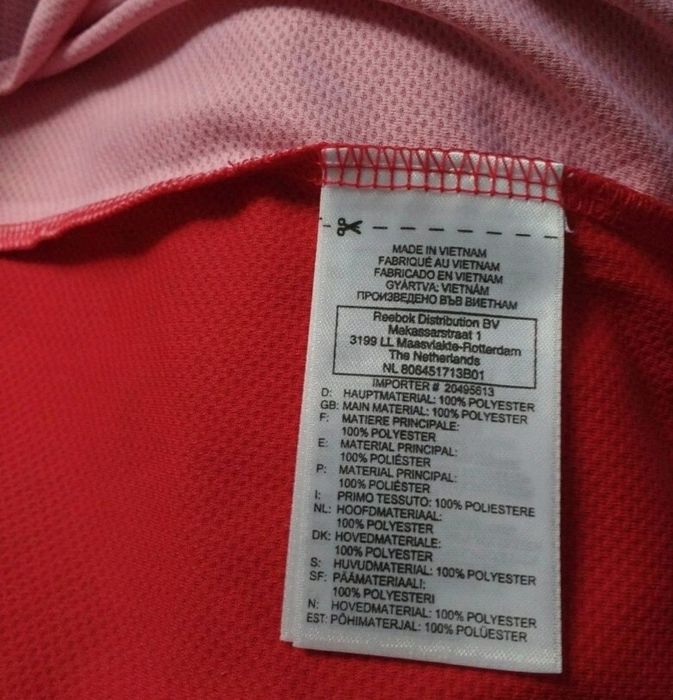 MADE IN VIETNAM
FABRIQUÉ AU VIETNAM
FABRICADO EN VIETNAM
GYÁRTVA: VIETNÁM
ПРОИЗВЕДЕНО ВЪВ ВИЕТНАМ
Reebok Distribution BV
Makassarstraat 1
3199 LL Maasvlakte-Rotterdam
The Netherlands
NL 806451713B01
IMPORTER # 20495613
D: HAUPTMATERIAL: 100% POLYESTER
GB: MAIN MATERIAL: 100% POLYESTER
F: MATIERE PRINCIPALE:
100% POLYESTER
E: MATERIAL PRINCIPAL:
100% POLIÉSTER
P: MATERIAL PRINCIPAL:
100% POLIÉSTER
I: PRIMO TESSUTO: 100% POLIESTERE
NL: HOOFDMATERIAAL:
100% POLYESTER
DK: HOVEDMATERIALE:
100% POLYESTER
S: HUVUDMATERIAL: 100% POLYESTER
SF: PÄÄMATERIAALI:
100% POLYESTERI
N: HOVEDMATERIAL: 100% POLYESTER
EST: PÕHIMATERJAL: 100% POLÜESTER